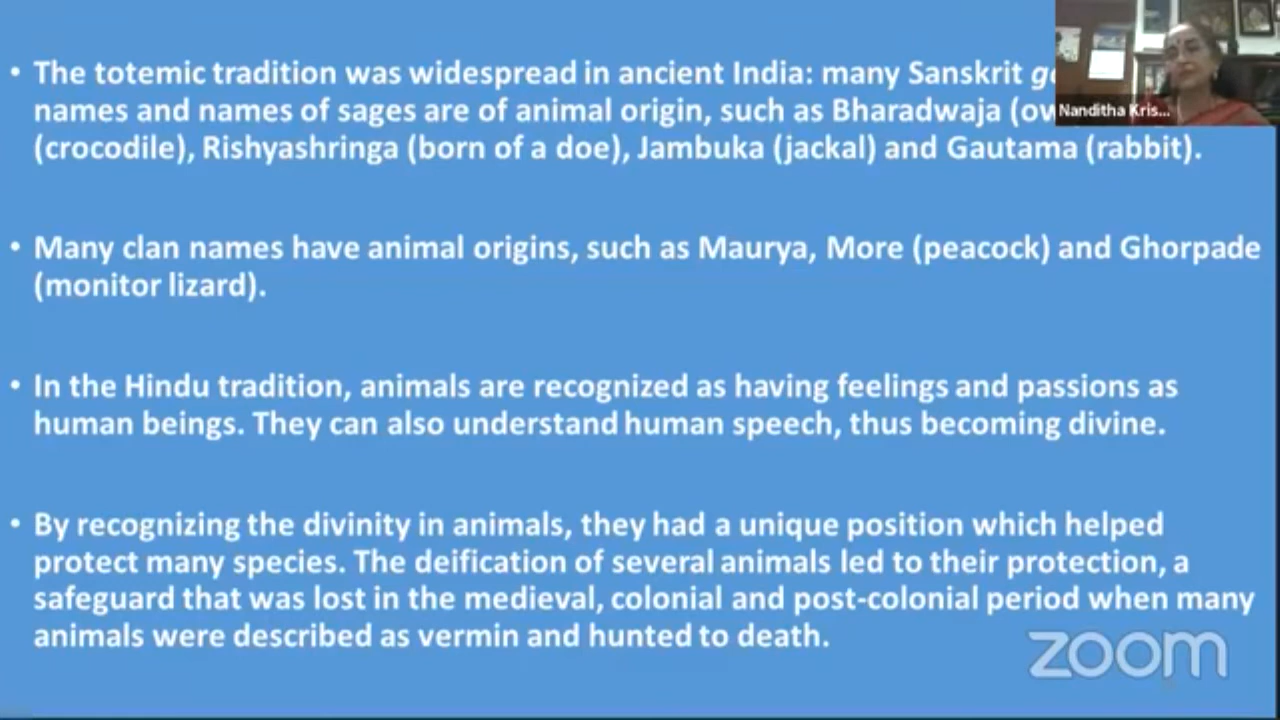 • The totemic tradition was widespread in ancient India: many Sanskrit
names and names of sages are of animal origin, such as Bharadwaja
(crocodile), Rishyashringa (born of a doe), Jambuka (jackal) and Gautama (rabbit).
• Many clan names have animal origins, such as Maurya, More (peacock) and Ghorpade
(monitor lizard).
• In the Hindu tradition, animals are recognized as having feelings and passions as
human beings. They can also understand human speech, thus becoming divine.
• By recognizing the divinity in animals, they had a unique position which helped
protect many species. The deification of several animals led to their protection, a
safeguard that was lost in the medieval, colonial and post-colonial period when many
animals were described as vermin and hunted to death.
Nanditha Kris...
zoom